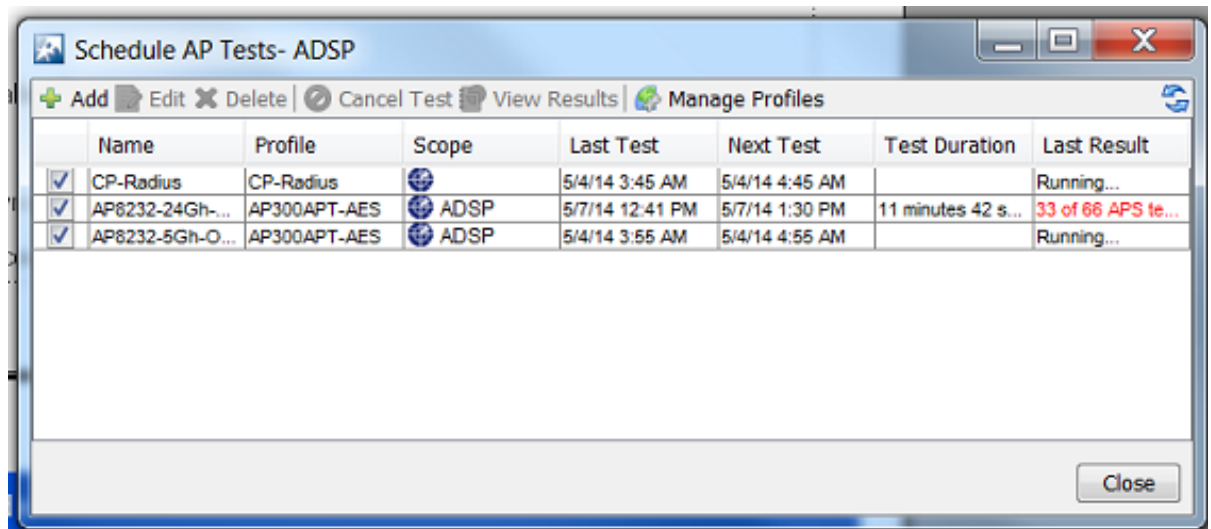 Schedule AP Tests- ADSP
Add Edit Delete Cancel Test View Results Manage Profiles
Name Profile Scope Last Test Next Test Test Duration Last Result
CP-Radius CP-Radius 5/4/14 3:45 AM 5/4/14 4:45 AM Running...
AP8232-24Gh-... AP300APT-AES ADSP 5/7/14 12:41 PM 5/7/14 1:30 PM 11 minutes 42 s... 33 of 66 APS te...
AP8232-5Gh-O... AP300APT-AES ADSP 5/4/14 3:55 AM 5/4/14 4:55 AM Running...
Close